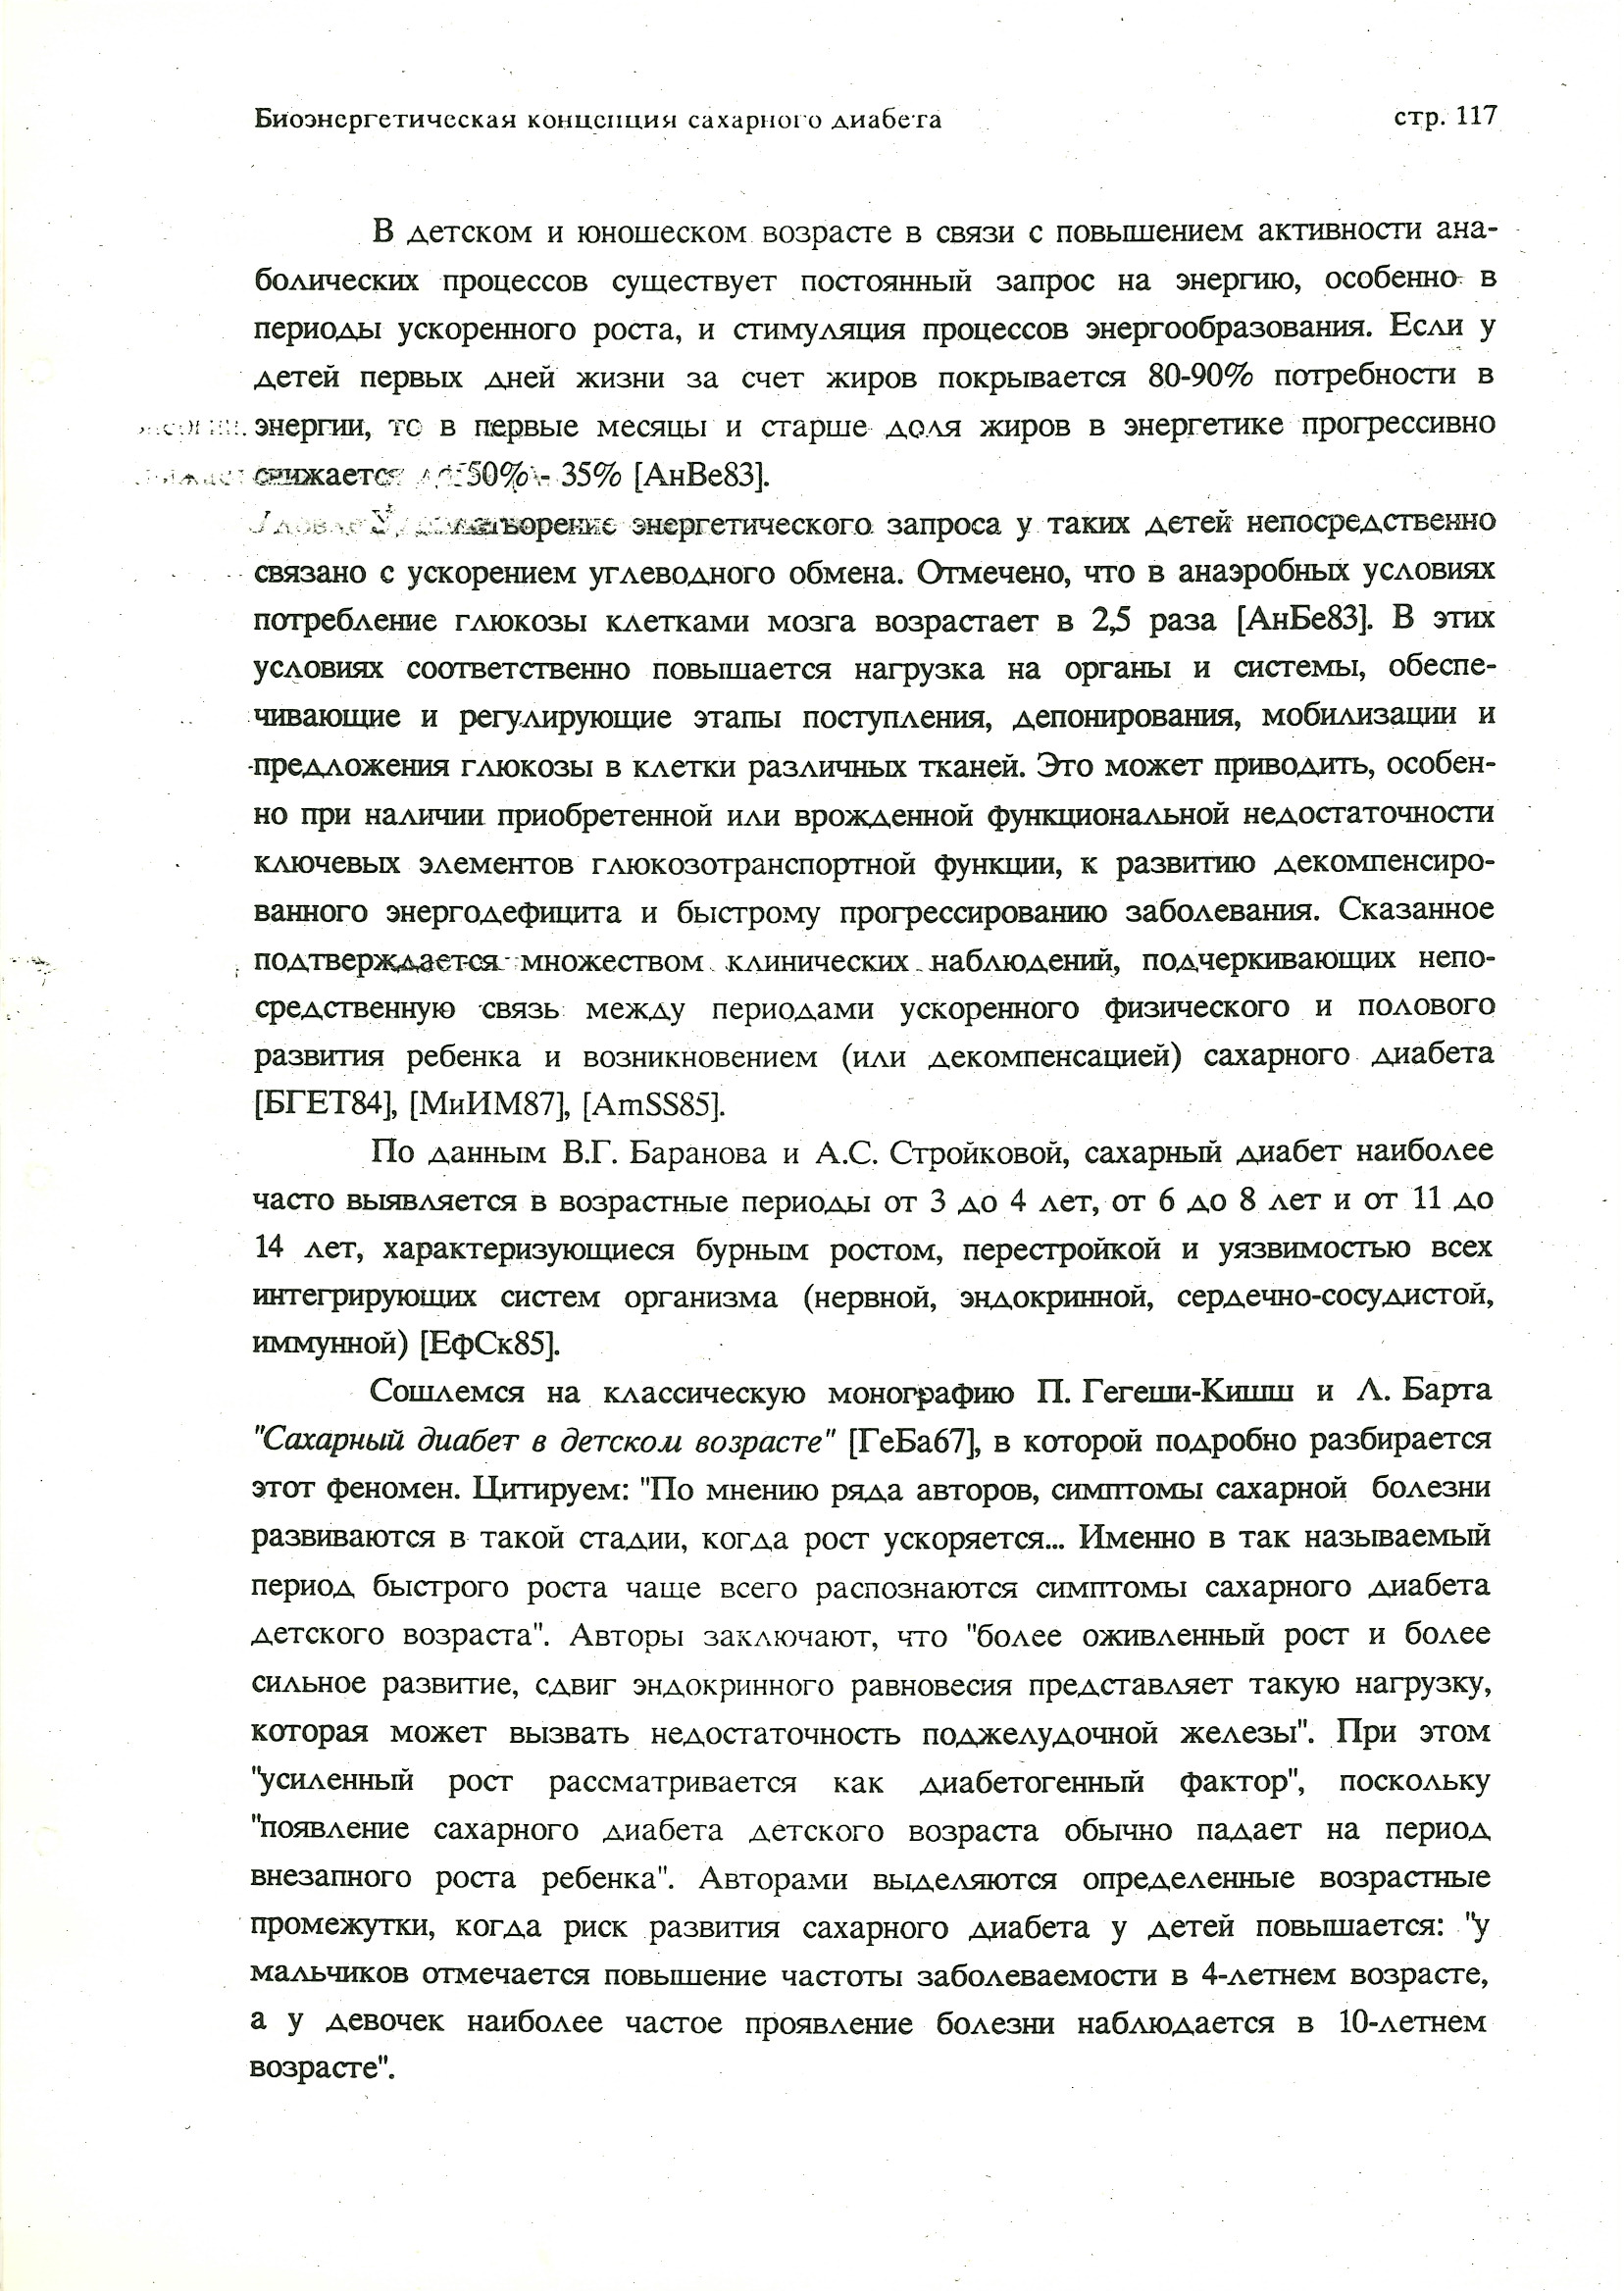 Биоэнергетическая концепция сахарного диабета стр. 117
В детском и юношеском возрасте в связи с повышением активности ана-
болических процессов существует постоянный запрос на энергию, особенно в
периоды ускоренного роста, и стимуляция процессов энергообразования. Если у
детей первых дней жизни за счет жиров покрывается 80-90% потребности в
энергии, то в первые месяцы и старше доля жиров в энергетике прогрессивно
снижается 50% - 35% [АнВе83].
энергетического запроса у таких детей непосредственно
связано с ускорением углеводного обмена. Отмечено, что в анаэробных условиях
потребление глюкозы клетками мозга возрастает в 2,5 раза [АнБе83]. В этих
условиях соответственно повышается нагрузка на органы и системы, обеспе-
чивающие и регулирующие этапы поступления, депонирования, мобилизации и
предложения глюкозы в клетки различных тканей. Это может приводить, особен-
но при наличии приобретенной или врожденной функциональной недостаточности
ключевых элементов глюкозотранспортной функции, к развитию декомпенсиро-
ванного энергодефицита и быстрому прогрессированию заболевания. Сказанное
подтверждается множеством клинических наблюдений, подчеркивающих непо-
средственную связь между периодами ускоренного физического и полового
развития ребенка и возникновением (или декомпенсацией) сахарного диабета
[БГЕТ84], [МиИМ87], [AmSS85].
По данным В.Г. Баранова и А.С. Стройковой, сахарный диабет наиболее
часто выявляется в возрастные периоды от 3 до 4 лет, от 6 до 8 лет и от 11 до
14 лет, характеризующиеся бурным ростом, перестройкой и уязвимостью всех
интегрирующих систем организма (нервной, эндокринной, сердечно-сосудистой,
иммунной) [ЕфСк85].
Сошлемся на классическую монографию П. Гегеши-Кишш и Л. Барта
"Сахарный диабет в детском возрасте" [ГеБа67], в которой подробно разбирается
этот феномен. Цитируем: "По мнению ряда авторов, симптомы сахарной болезни
развиваются в такой стадии, когда рост ускоряется... Именно в так называемый
период быстрого роста чаще всего распознаются симптомы сахарного диабета
детского возраста". Авторы заключают, что "более оживленный рост и более
сильное развитие, сдвиг эндокринного равновесия представляет такую нагрузку,
которая может вызвать недостаточность поджелудочной железы". При этом
"усиленный рост рассматривается как диабетогенный фактор", поскольку
"появление сахарного диабета детского возраста обычно падает на период
внезапного роста ребенка". Авторами выделяются определенные возрастные
промежутки, когда риск развития сахарного диабета у детей повышается: "у
мальчиков отмечается повышение частоты заболеваемости в 4-летнем возрасте,
а у девочек наиболее частое проявление болезни наблюдается в 10-летнем
возрасте".